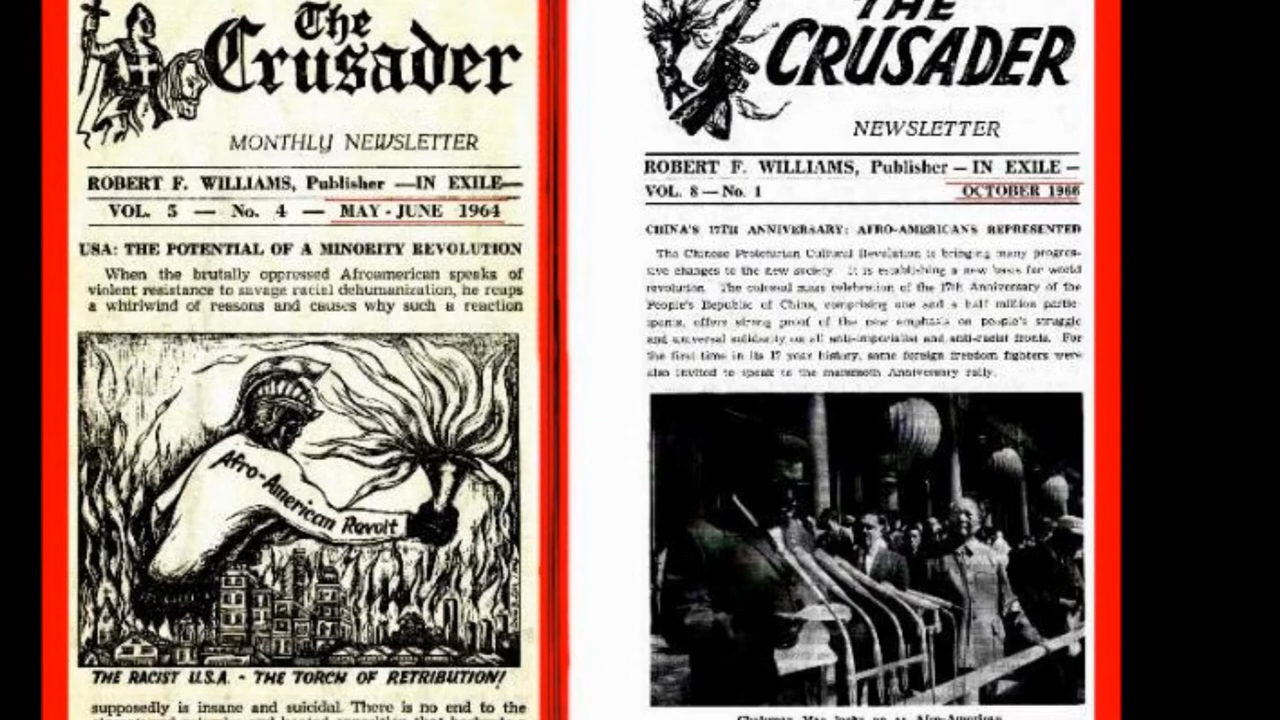 The
Crusader
MONTHLY NEWSLETTER
ROBERT F. WILLIAMS, Publisher —IN EXILE—
VOL. 5 — No. 4 — MAY - JUNE 1964
USA: THE POTENTIAL OF A MINORITY REVOLUTION
When the brutally oppressed Afroamerican speaks of
violent resistance to savage racial dehumanization, he reaps
a whirlwind of reasons and causes why such a reaction
Afro-American Revolt
THE RACIST U.S.A. - THE TORCH OF RETRIBUTION!
supposedly is insane and suicidal. There is no end to the
THE
CRUSADER
NEWSLETTER
ROBERT F. WILLIAMS, Publisher — IN EXILE —
VOL. 8 — No. 1 OCTOBER 1966
CHINA'S 17TH ANNIVERSARY: AFRO-AMERICANS REPRESENTED
The Chinese Proletarian Cultural Revolution is bringing many progres-
sive changes to the new society. It is establishing a new basis for world
revolution. The colossal mass celebration of the 17th Anniversary of the
People's Republic of China, comprising one and a half million partici-
pants, offers strong proof of the new emphasis on people's struggle
and universal solidarity on all anti-imperialist and anti-racist fronts. For
the first time in its 17 year history, some foreign freedom fighters were
also invited to speak to the mammoth Anniversary rally.
Chairman Mao looks on as Afro-American